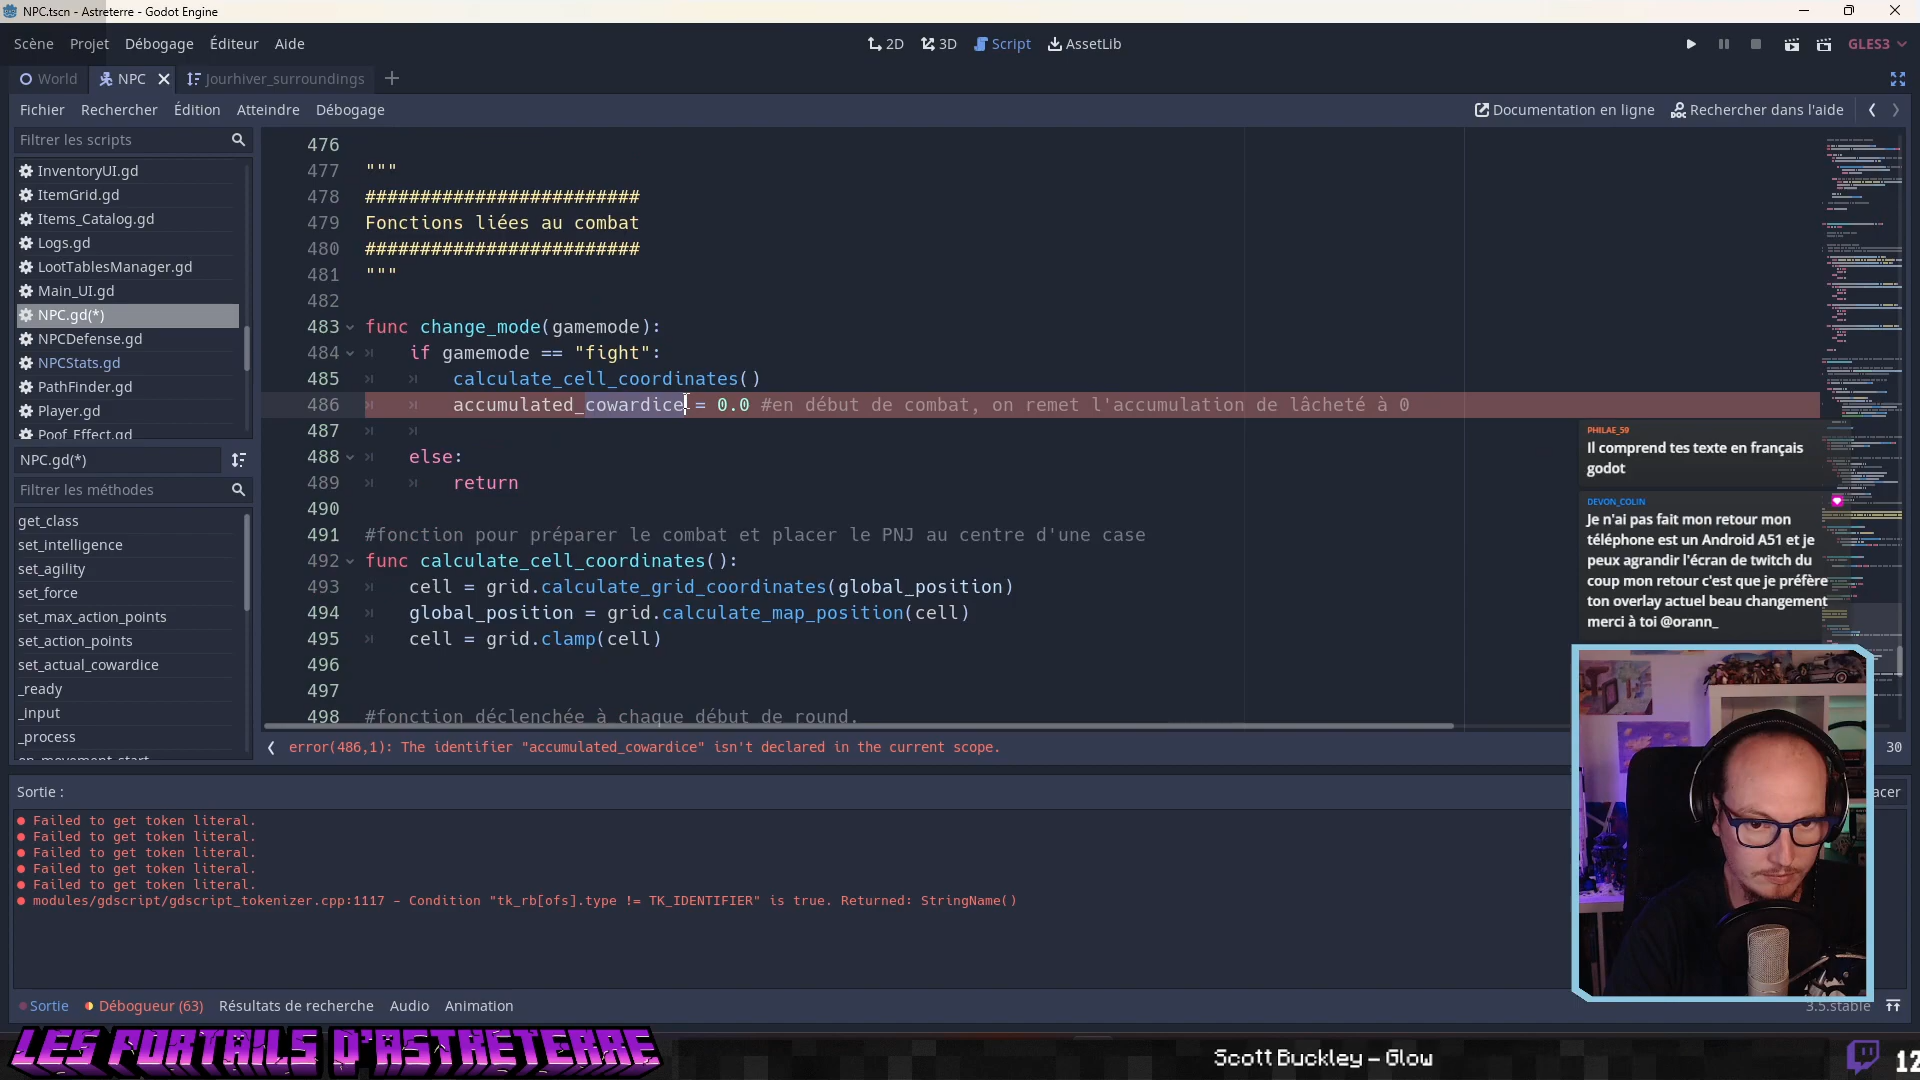 NPC.tscn - Astreterre - Godot Engine
Scène Projet Débogage Éditeur Aide
2D 3D Script AssetLib
GLES3
World NPC Jourhiver_surroundings
Fichier Rechercher Édition Atteindre Débogage
Documentation en ligne Rechercher dans l'aide
Filtrer les scripts
InventoryUI.gd
ItemGrid.gd
Items_Catalog.gd
Logs.gd
LootTablesManager.gd
Main_UI.gd
NPC.gd(*)
NPCDefense.gd
NPCStats.gd
PathFinder.gd
Player.gd
Poof_Effect.gd
NPC.gd(*)
Filtrer les méthodes
get_class
set_intelligence
set_agility
set_force
set_max_action_points
set_action_points
set_actual_cowardice
_ready
_input
_process
on_movement_start
476
477 """
478 #########################
479 Fonctions liées au combat
480 #########################
481 """
482
483 func change_mode(gamemode):
484 if gamemode == "fight":
485 calculate_cell_coordinates()
486 accumulated_cowardice = 0.0 #en début de combat, on remet l'accumulation de lâcheté à 0
487
488 else:
489 return
490
491 #fonction pour préparer le combat et placer le PNJ au centre d'une case
492 func calculate_cell_coordinates():
493 cell = grid.calculate_grid_coordinates(global_position)
494 global_position = grid.calculate_map_position(cell)
495 cell = grid.clamp(cell)
496
497
498 #fonction déclenchée à chaque début de round.
error(486,1): The identifier "accumulated_cowardice" isn't declared in the current scope.
30
PHILAE_59
Il comprend tes texte en français
godot
DEVON_COLIN
Je n'ai pas fait mon retour mon
téléphone est un Android A51 et je
peux agrandir l'écran de twitch du
coup mon retour c'est que je préfère
ton overlay actuel beau changement
merci à toi @orann_
Sortie :
acer
Failed to get token literal.
Failed to get token literal.
Failed to get token literal.
Failed to get token literal.
Failed to get token literal.
modules/gdscript/gdscript_tokenizer.cpp:1117 - Condition "tk_rb[ofs].type != TK_IDENTIFIER" is true. Returned: StringName()
Sortie Débogueur (63) Résultats de recherche Audio Animation
3.5.stable
LES PORTAILS D'ASTRETERRE
Scott Buckley – Glow
12